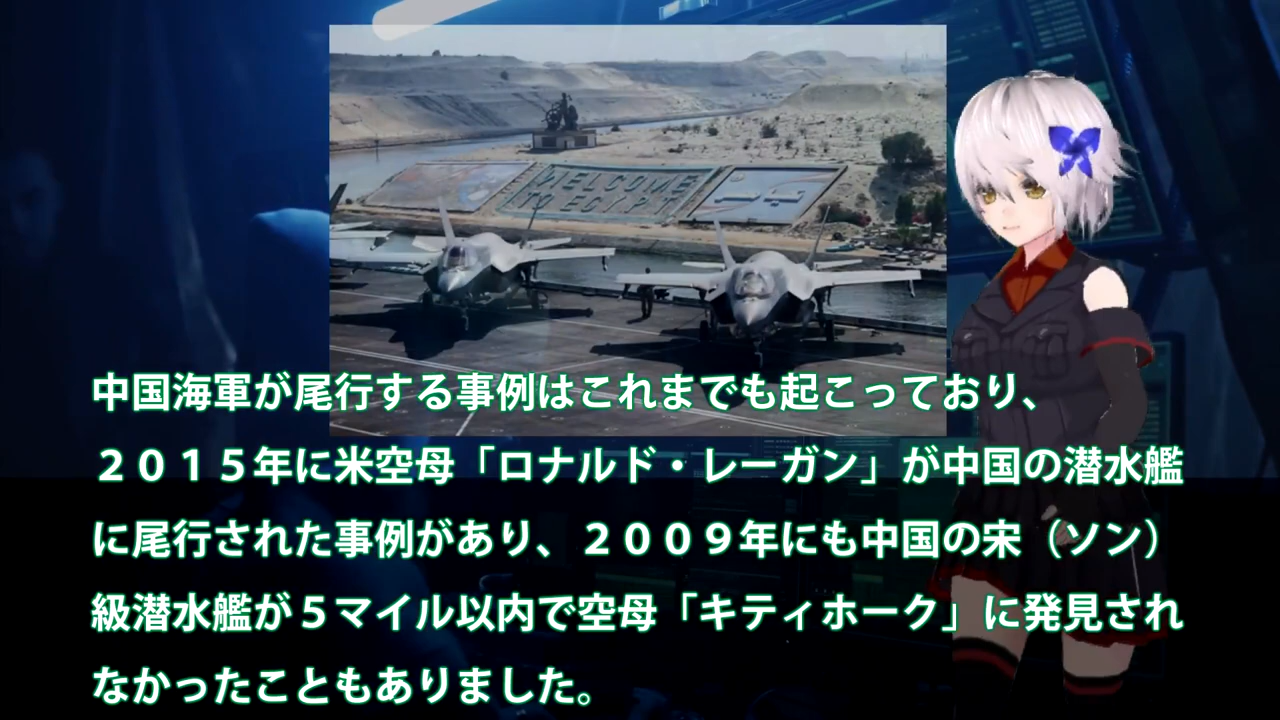 WELCOME
TO EGYPT
中国海軍が尾行する事例はこれまでも起こっており、
２０１５年に米空母「ロナルド・レーガン」が中国の潜水艦
に尾行された事例があり、２００９年にも中国の宋（ソン）
級潜水艦が５マイル以内で空母「キティホーク」に発見され
なかったこともありました。